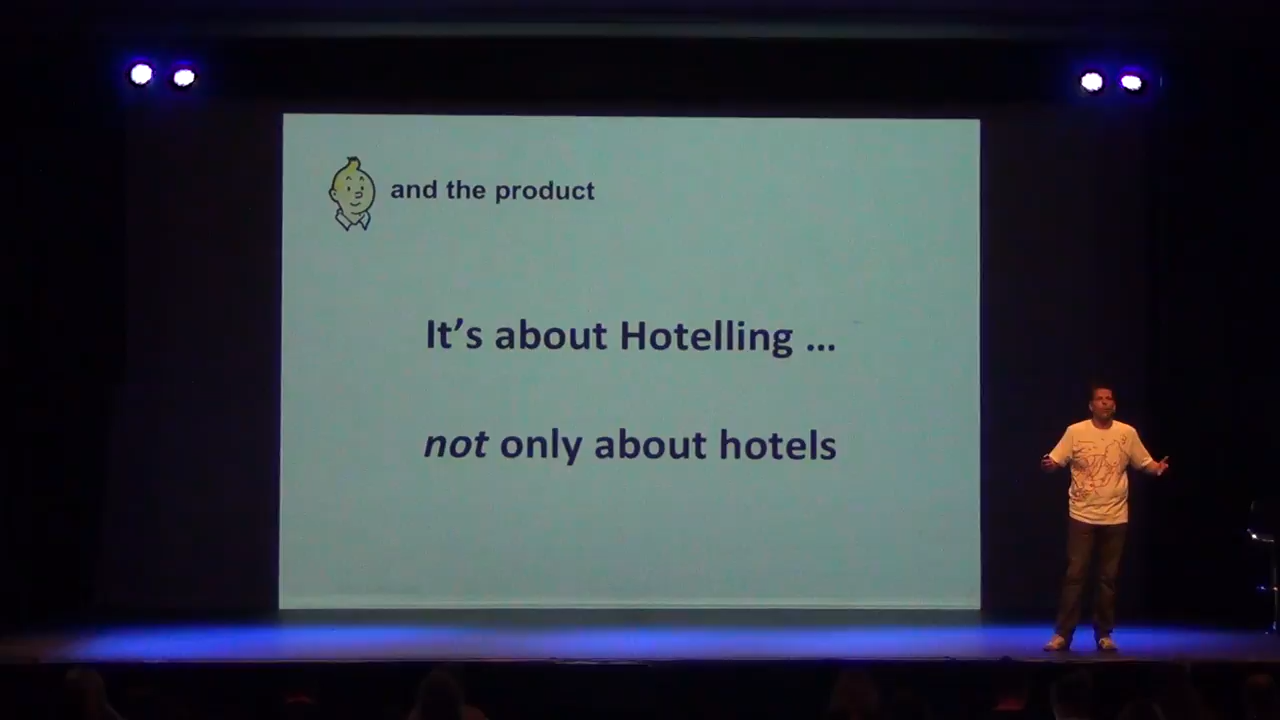 and the product
It's about Hotelling ...
not only about hotels